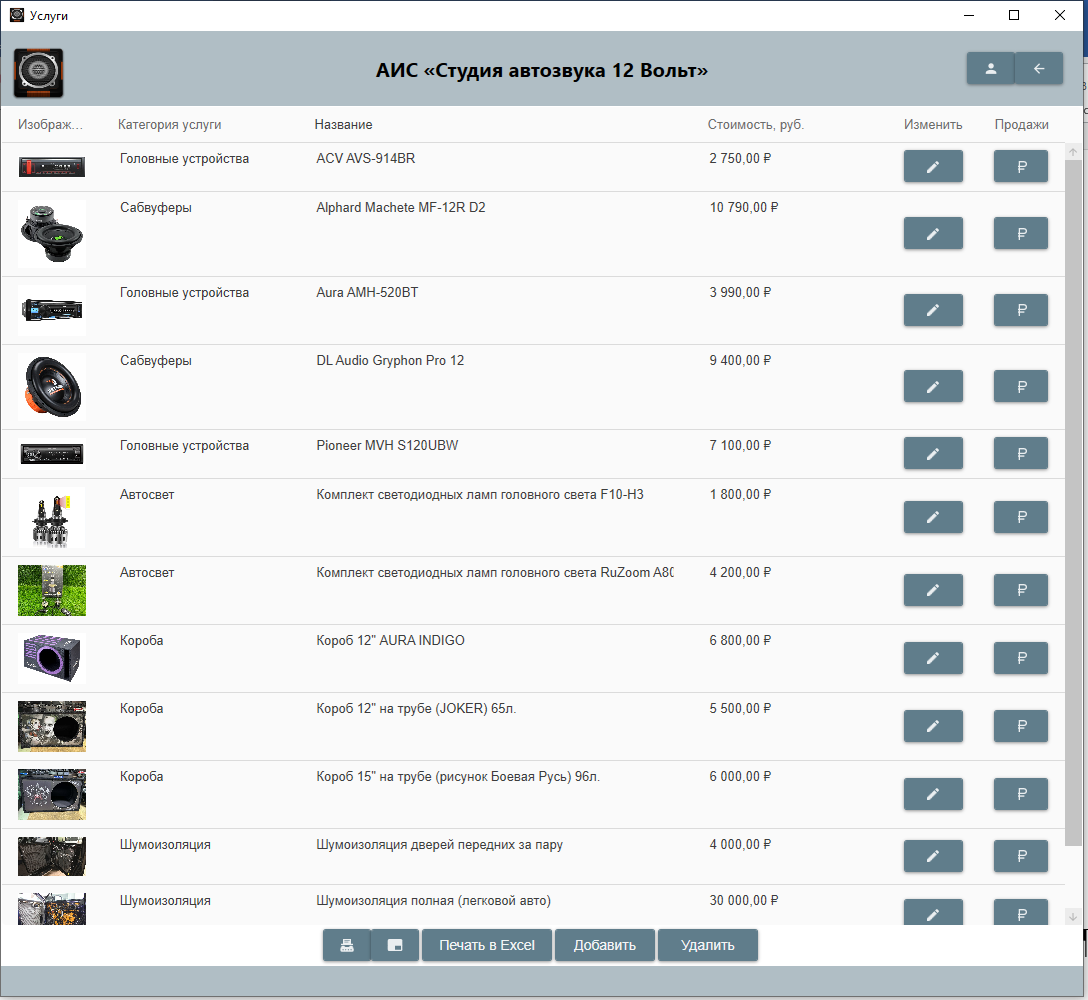 Услуги
АИС «Студия автозвука 12 Вольт»
Изображ... Категория услуги Название Стоимость, руб. Изменить Продажи
Головные устройства ACV AVS-914BR 2 750,00 ₽ ₽
Сабвуферы Alphard Machete MF-12R D2 10 790,00 ₽ ₽
Головные устройства Aura AMH-520BT 3 990,00 ₽ ₽
Сабвуферы DL Audio Gryphon Pro 12 9 400,00 ₽ ₽
Головные устройства Pioneer MVH S120UBW 7 100,00 ₽ ₽
Автосвет Комплект светодиодных ламп головного света F10-H3 1 800,00 ₽ ₽
Автосвет Комплект светодиодных ламп головного света RuZoom A80 4 200,00 ₽ ₽
Короба Короб 12" AURA INDIGO 6 800,00 ₽ ₽
Короба Короб 12" на трубе (JOKER) 65л. 5 500,00 ₽ ₽
Короба Короб 15" на трубе (рисунок Боевая Русь) 96л. 6 000,00 ₽ ₽
Шумоизоляция Шумоизоляция дверей передних за пару 4 000,00 ₽ ₽
Шумоизоляция Шумоизоляция полная (легковой авто) 30 000,00 ₽ ₽
Печать в Excel Добавить Удалить